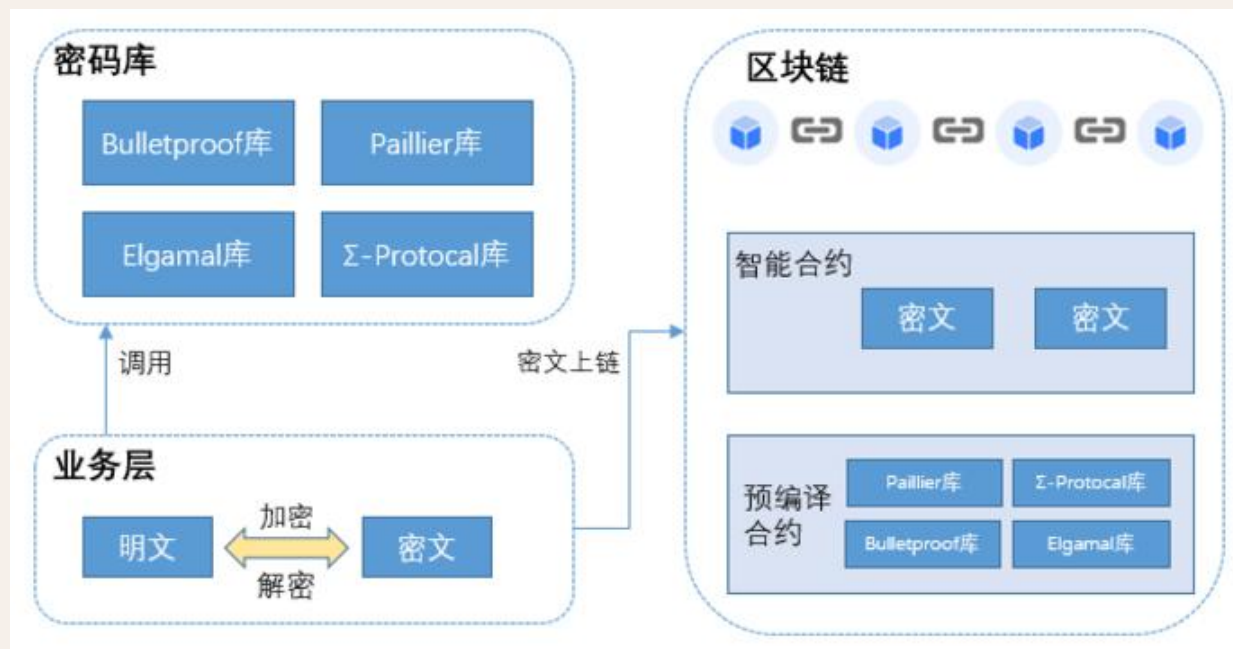 密码库
Bulletproof库
Paillier库
Elgamal库
Σ-Protocal库
调用
业务层
明文
加密
解密
密文
密文上链
区块链
智能合约
密文
密文
预编译
合约
Paillier库
Σ-Protocal库
Bulletproof库
Elgamal库